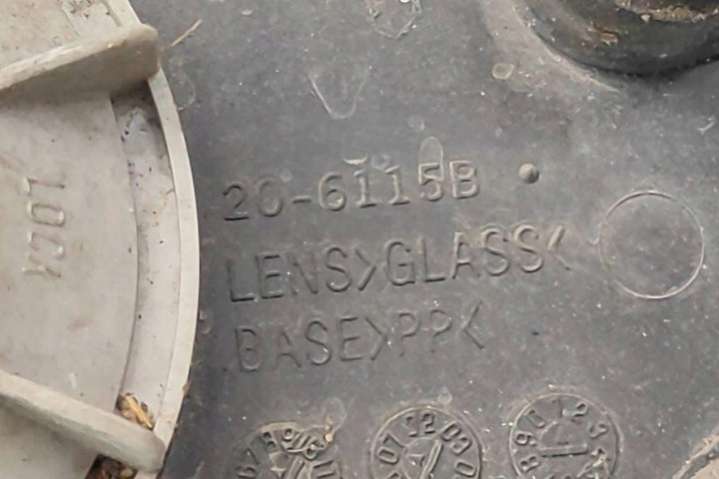 20-6115B
LENS>GLASS<
BASE>PP<
LOCK